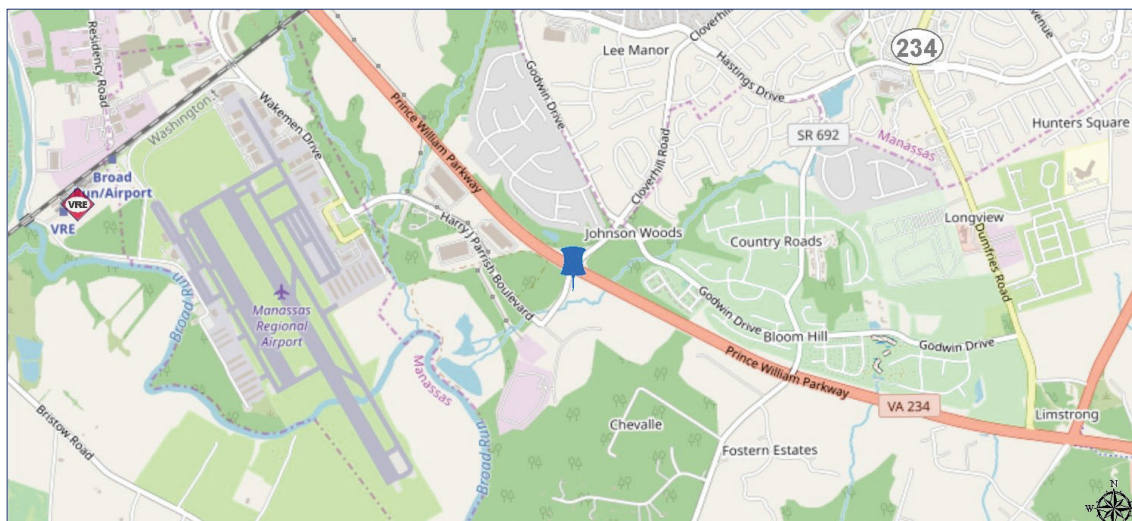 Residency Road
Lee Manor
Cloverhill
Avenue
234
Godwin Drive
Hastings Drive
Washington
Wakemen Drive
Prince William Parkway
Hunters Square
SR 692
Manassas
Cloverhill Road
Broad
Run/Airport
VRE
VRE
Harry J Parrish Boulevard
Johnson Woods
Country Roads
Longview
Dumfries Road
Broad Run
Manassas
Regional
Airport
Godwin Drive
Bloom Hill
Godwin Drive
Manassas
Prince William Parkway
VA 234
Bristow Road
Broad Run
Chevalle
Limstrong
Fostern Estates
N
W